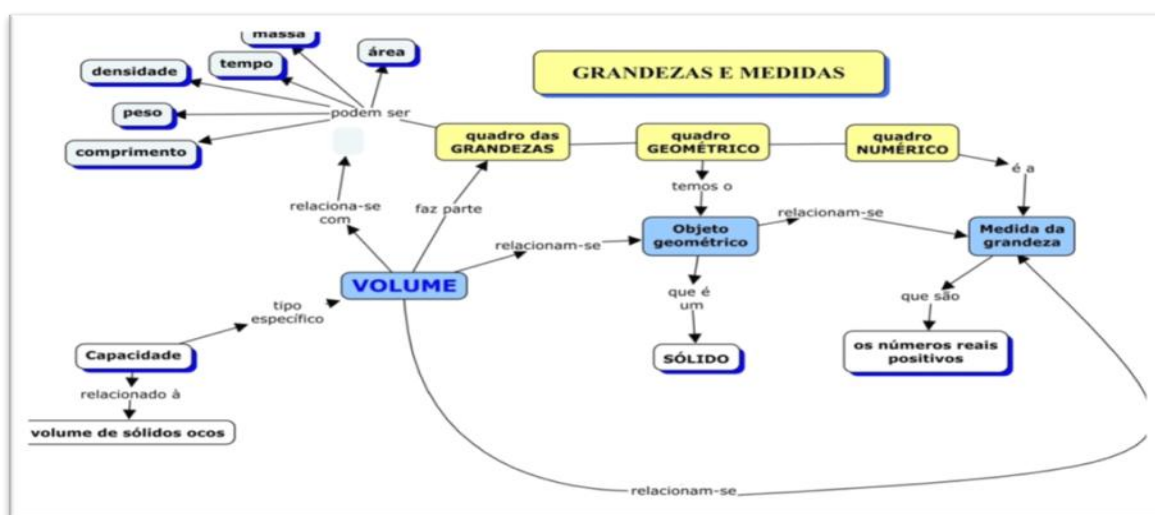 massa
área
GRANDEZAS E MEDIDAS
tempo
densidade
peso
podem ser
comprimento
quadro das
GRANDEZAS
quadro
GEOMÉTRICO
quadro
NUMÉRICO
é a
temos o
relaciona-se
com
faz parte
relacionam-se
Objeto
geométrico
relacionam-se
Medida da
grandeza
VOLUME
que é
um
que são
tipo
específico
Capacidade
SÓLIDO
os números reais
positivos
relacionado à
volume de sólidos ocos
relacionam-se